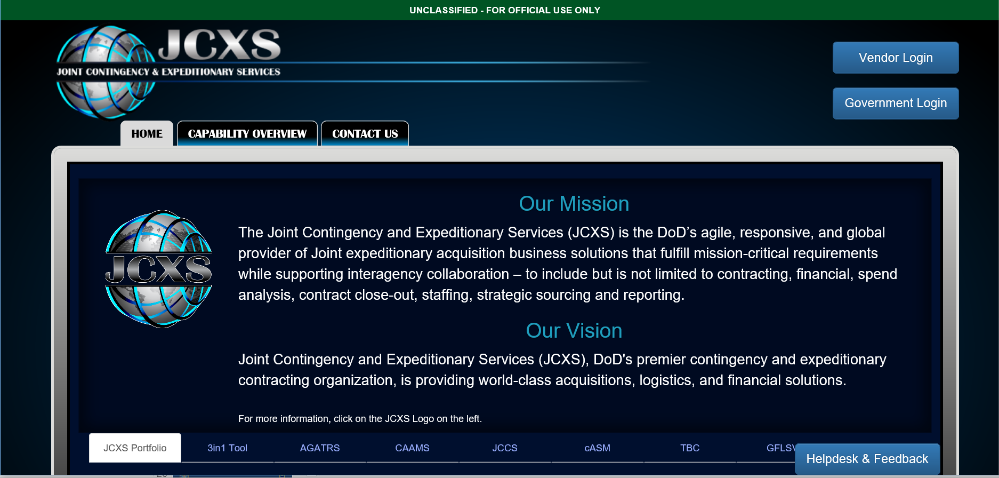 UNCLASSIFIED - FOR OFFICIAL USE ONLY
JCXS
JOINT CONTINGENCY & EXPEDITIONARY SERVICES
Vendor Login
Government Login
HOME
CAPABILITY OVERVIEW
CONTACT US
Our Mission
The Joint Contingency and Expeditionary Services (JCXS) is the DoD’s agile, responsive, and global
provider of Joint expeditionary acquisition business solutions that fulfill mission-critical requirements
while supporting interagency collaboration – to include but is not limited to contracting, financial, spend
analysis, contract close-out, staffing, strategic sourcing and reporting.
JCXS
Our Vision
Joint Contingency and Expeditionary Services (JCXS), DoD's premier contingency and expeditionary
contracting organization, is providing world-class acquisitions, logistics, and financial solutions.
For more information, click on the JCXS Logo on the left.
JCXS Portfolio
3in1 Tool
AGATRS
CAAMS
JCCS
cASM
TBC
Helpdesk & Feedback